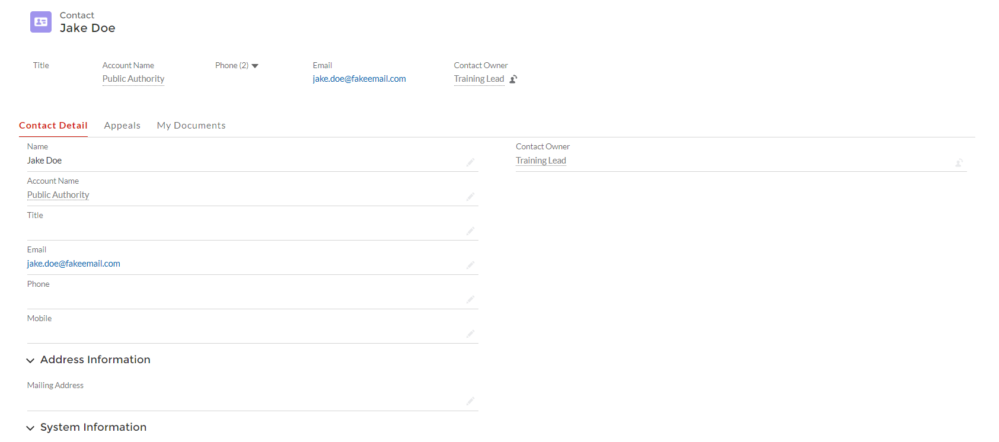 Contact
Jake Doe
Title
Account Name
Phone (2)
Email
Contact Owner
Public Authority
jake.doe@fakeemail.com
Training Lead
Contact Detail
Appeals
My Documents
Name
Jake Doe
Contact Owner
Training Lead
Account Name
Public Authority
Title
Email
jake.doe@fakeemail.com
Phone
Mobile
Address Information
Mailing Address
System Information